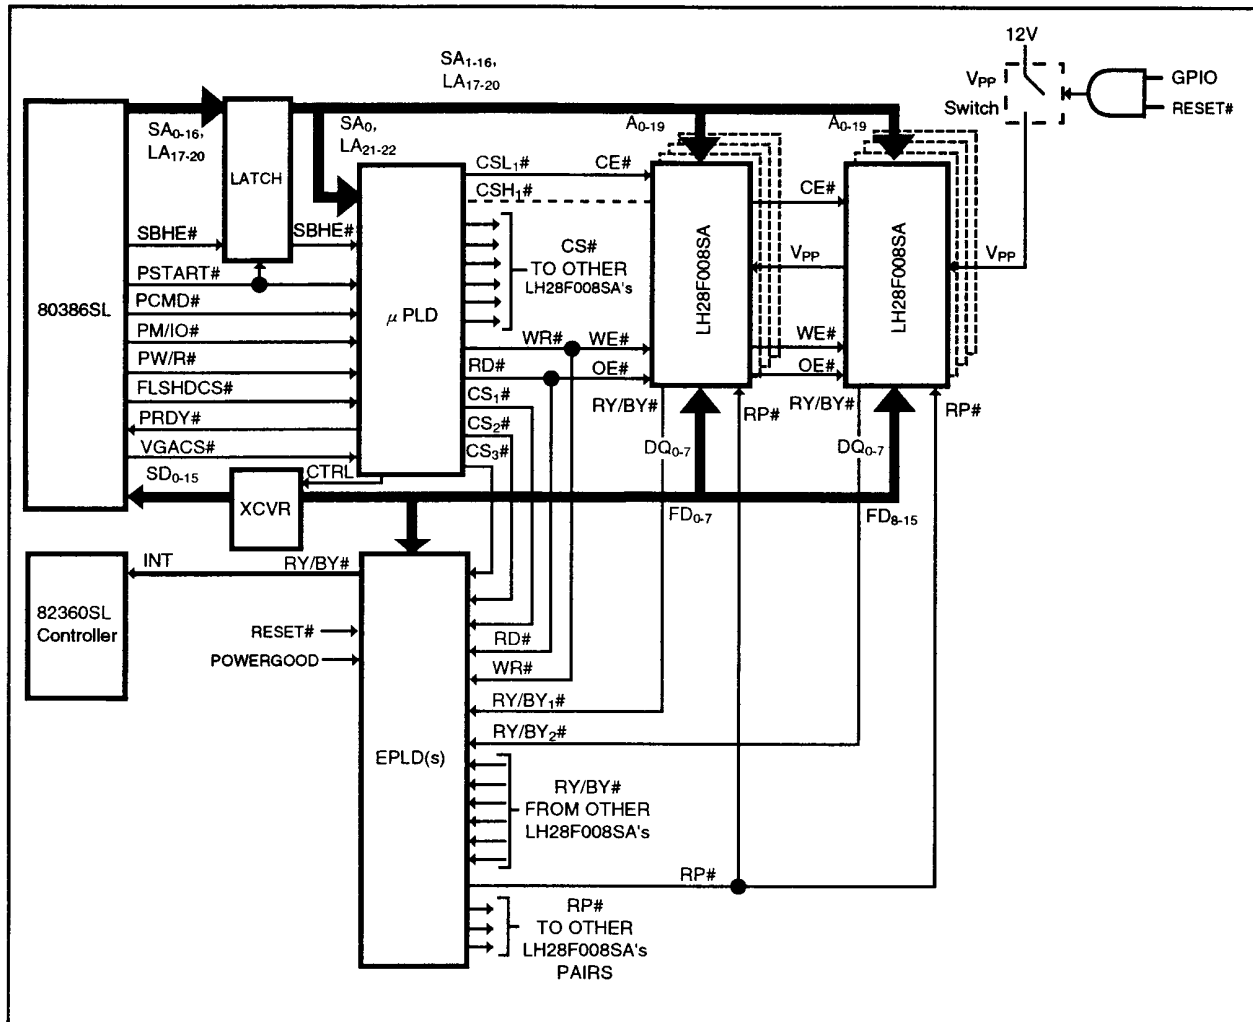 SA1-16,
LA17-20
12V
VPP
Switch
GPIO
RESET#
SA0-16,
LA17-20
SA0,
LA21-22
A0-19
A0-19
LATCH
80386SL
SBHE#
SBHE#
PSTART#
PCMD#
PM/IO#
PW/R#
FLSHDCS#
PRDY#
VGACS#
SD0-15
μ PLD
CSL1#
CE#
CSH1#
CS#
TO OTHER
LH28F008SA's
WR#
WE#
RD#
OE#
CS1#
CS2#
CS3#
LH28F008SA
CE#
VPP
WE#
OE#
LH28F008SA
VPP
RY/BY#
RP#
RY/BY#
RP#
DQ0-7
DQ0-7
CTRL
XCVR
FD0-7
FD8-15
82360SL
Controller
INT
RY/BY#
RESET#
POWERGOOD
EPLD(s)
RD#
WR#
RY/BY1#
RY/BY2#
RY/BY#
FROM OTHER
LH28F008SA's
RP#
RP#
TO OTHER
LH28F008SA's
PAIRS